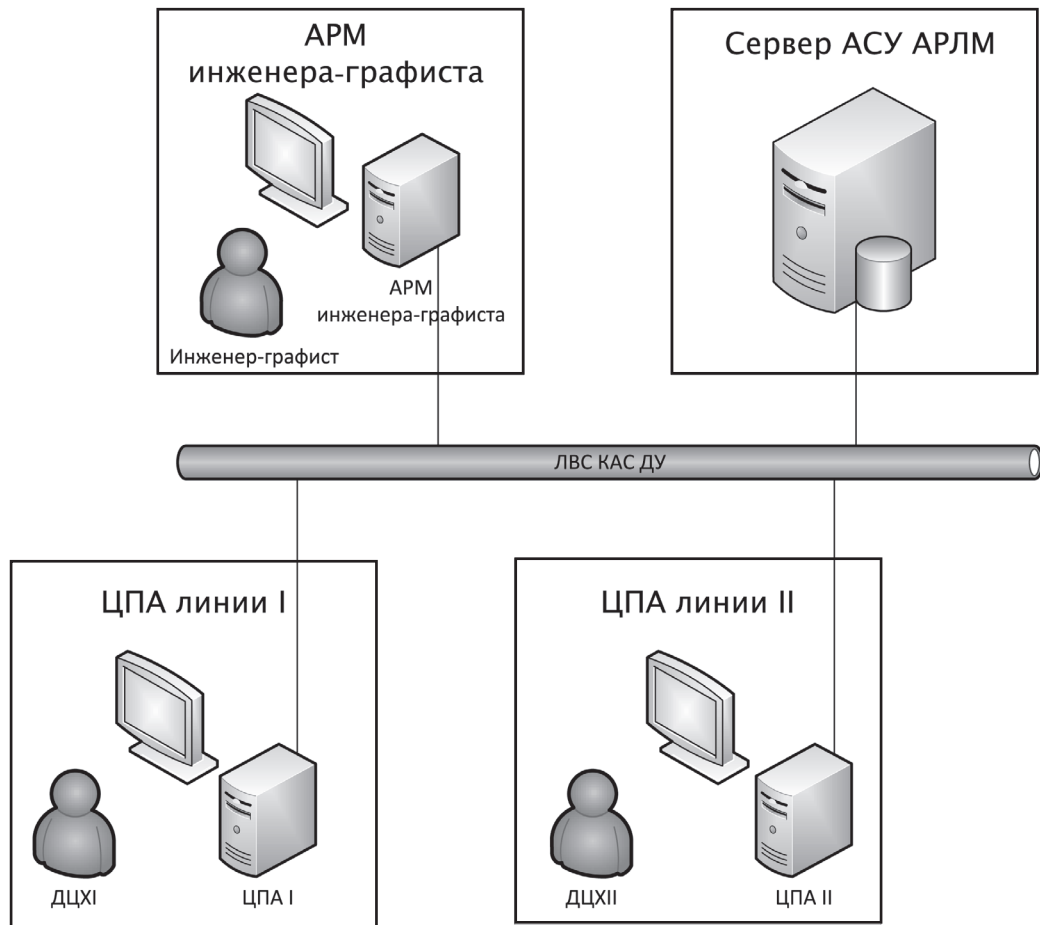 АРМ
инженера-графиста
АРМ
инженера-графиста
Инженер-графист
Сервер АСУ АРЛМ
ЛВС КАС ДУ
ЦПА линии I
ДЦХI
ЦПА I
ЦПА линии II
ДЦХII
ЦПА II